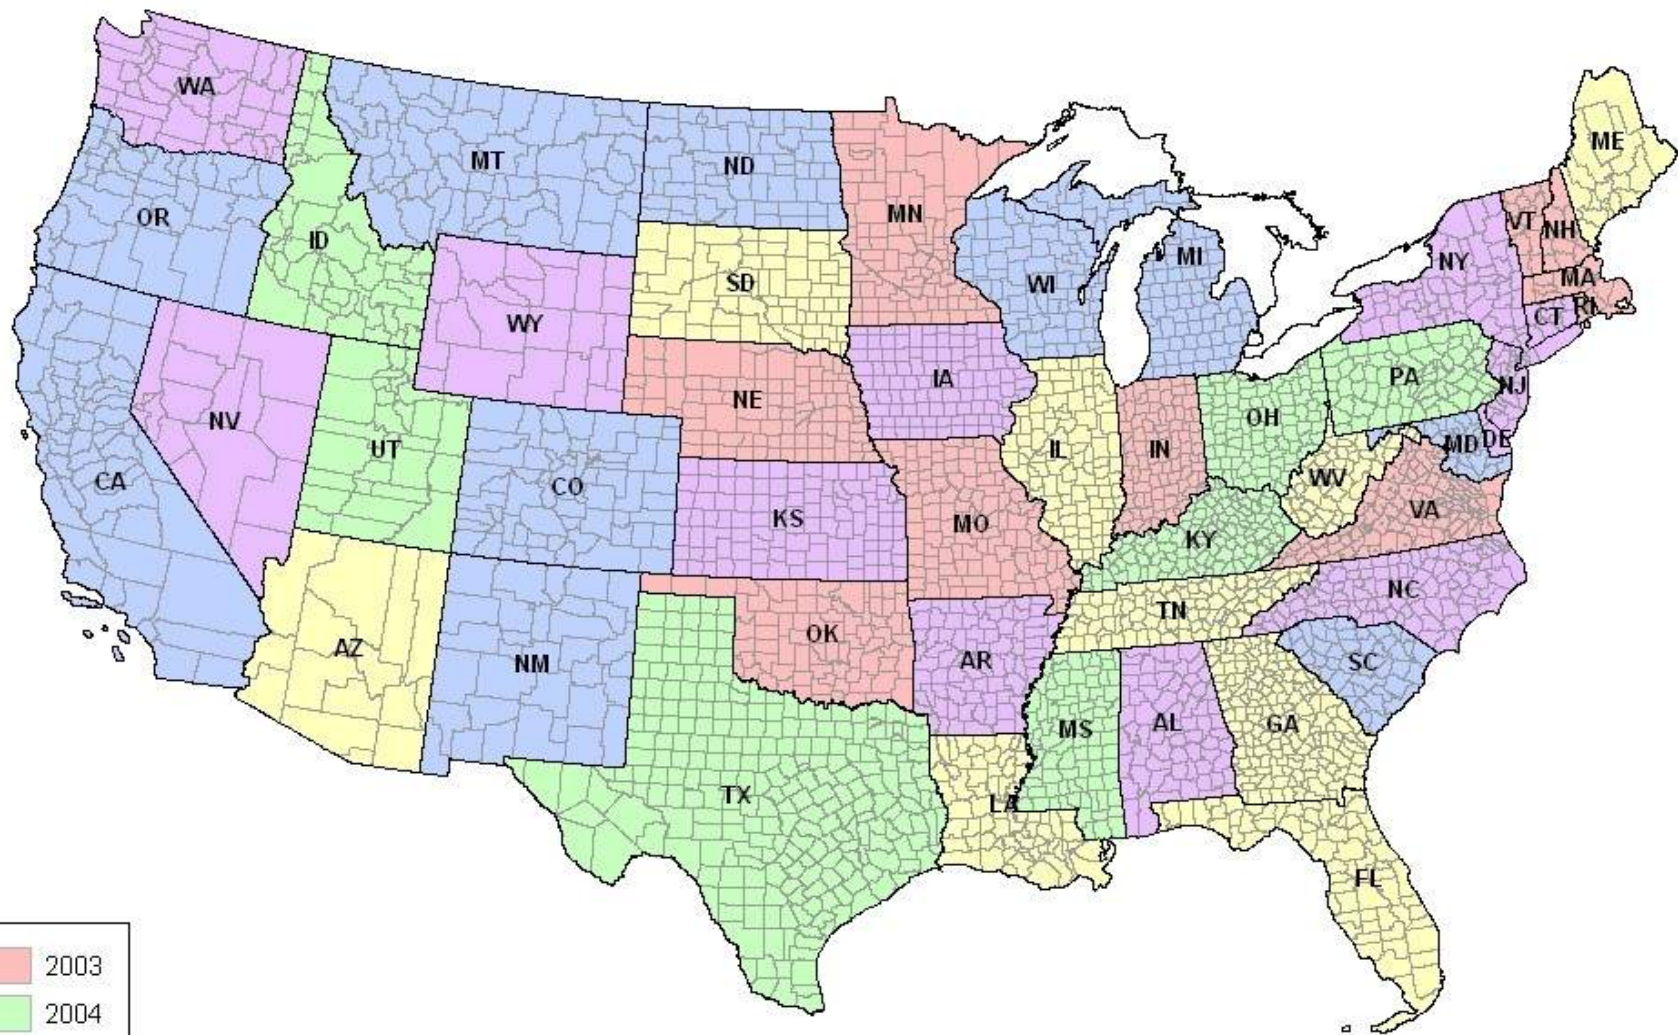 WA
ME
MT
ND
MN
OR
VT
NH
ID
WI
MI
NY
MA
SD
RI
WY
CT
IA
PA
NJ
NE
OH
NV
UT
IL
IN
MD
DE
CA
CO
WV
KS
MO
VA
KY
NC
TN
OK
AZ
NM
AR
SC
MS
AL
GA
TX
LA
FL
2003
2004